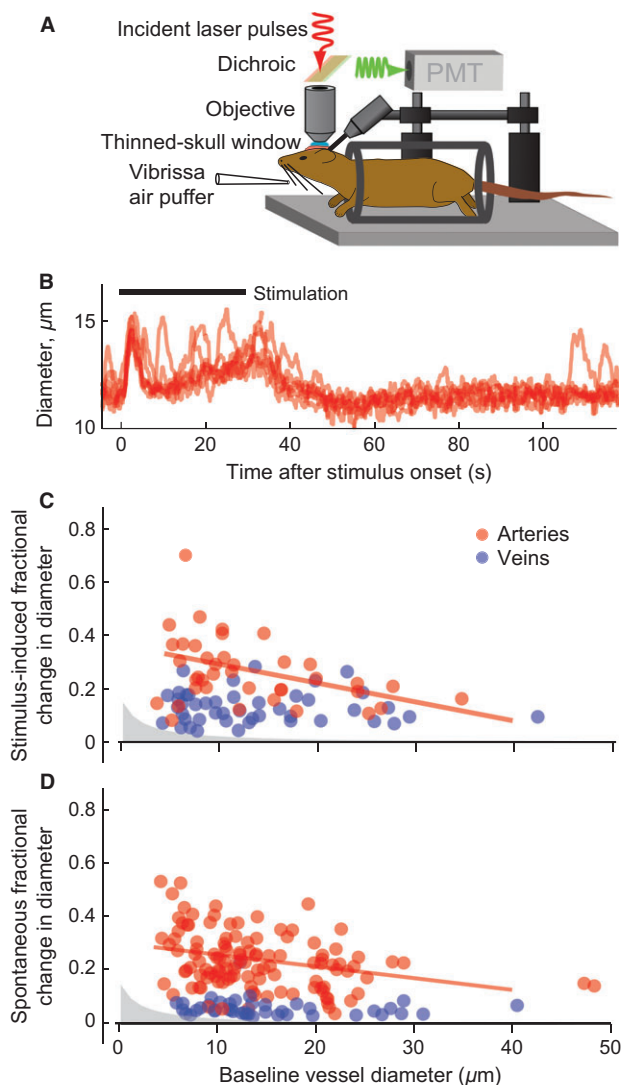 A
Incident laser pulses
Dichroic
PMT
Objective
Thinned-skull window
Vibrissa
air puffer
B
Stimulation
Diameter, µm
15
10
0 20 40 60 80 100
Time after stimulus onset (s)
C
Stimulus-induced fractional
change in diameter
0.8
0.6
0.4
0.2
0
Arteries
Veins
D
Spontaneous fractional
change in diameter
0.8
0.6
0.4
0.2
0
0 10 20 30 40 50
Baseline vessel diameter (µm)